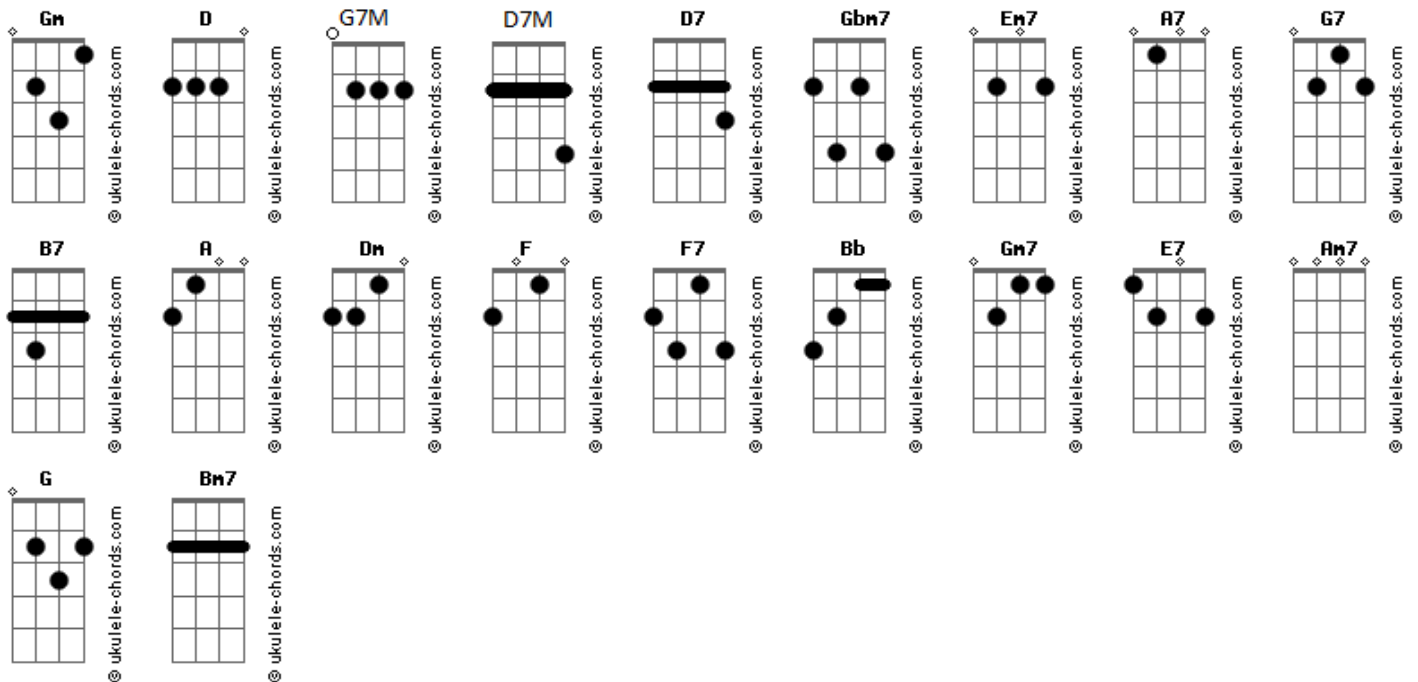 Gm D G7M D7M D7 Gbm7 Em7 A7 G7
© ukulele-chords.com © ukulele-chords.com © ukulele-chords.com © ukulele-chords.com © ukulele-chords.com © ukulele-chords.com © ukulele-chords.com © ukulele-chords.com © ukulele-chords.com
B7 A Dm F F7 Bb Gm7 E7 Am7
© ukulele-chords.com © ukulele-chords.com © ukulele-chords.com © ukulele-chords.com © ukulele-chords.com © ukulele-chords.com © ukulele-chords.com © ukulele-chords.com © ukulele-chords.com
G Bm7
© ukulele-chords.com © ukulele-chords.com